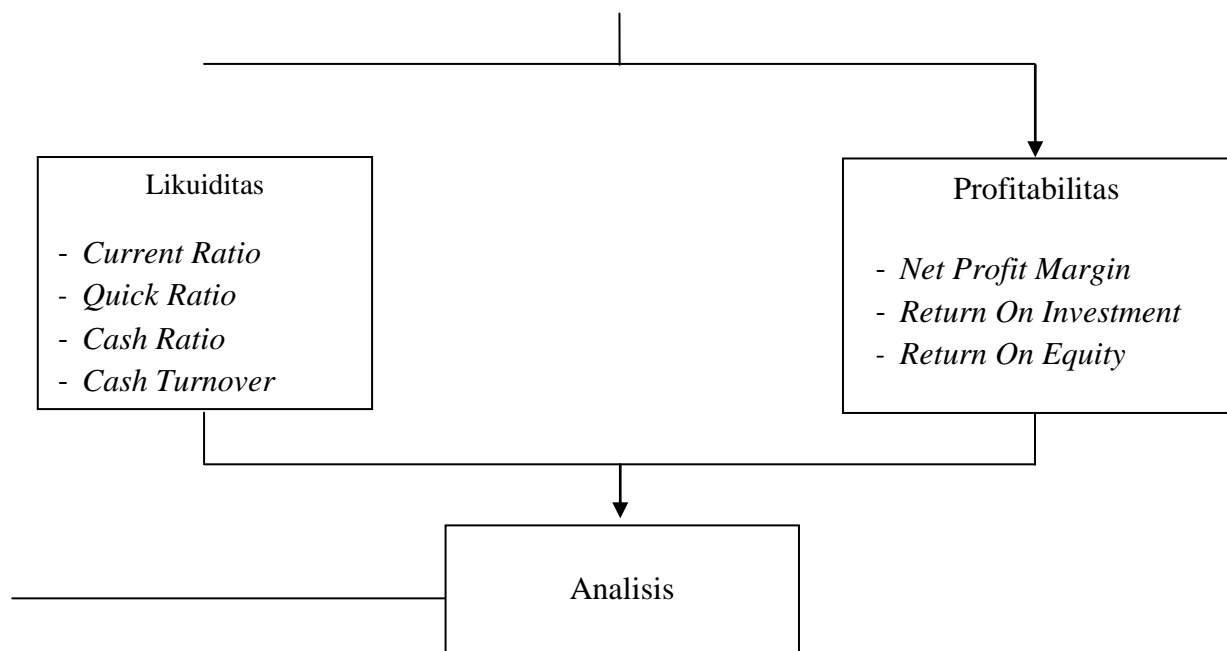 Likuiditas
- Current Ratio
- Quick Ratio
- Cash Ratio
- Cash Turnover
Profitabilitas
- Net Profit Margin
- Return On Investment
- Return On Equity
Analisis